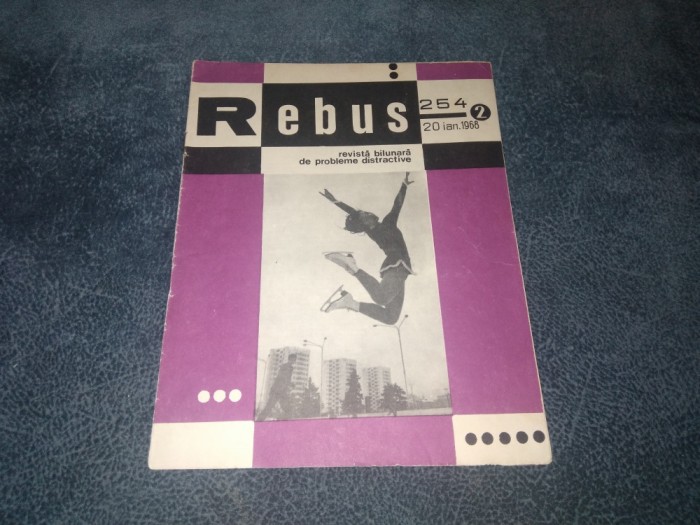 Rebus
254 2
20 ian.1968
revistă bilunară
de probleme distractive